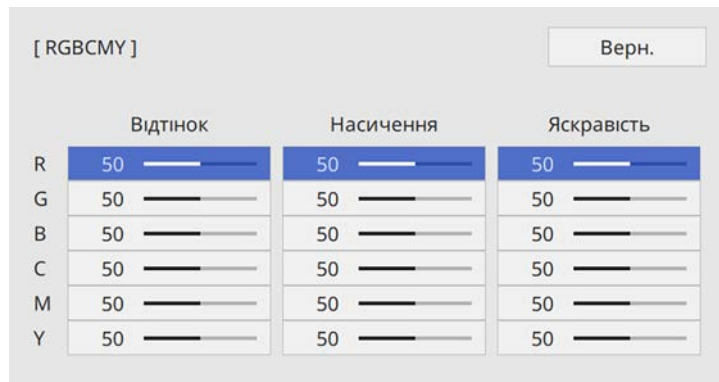 [ RGBCMY ] Верн.
Відтінок Насичення Яскравість
R 50 50 50
G 50 50 50
B 50 50 50
C 50 50 50
M 50 50 50
Y 50 50 50